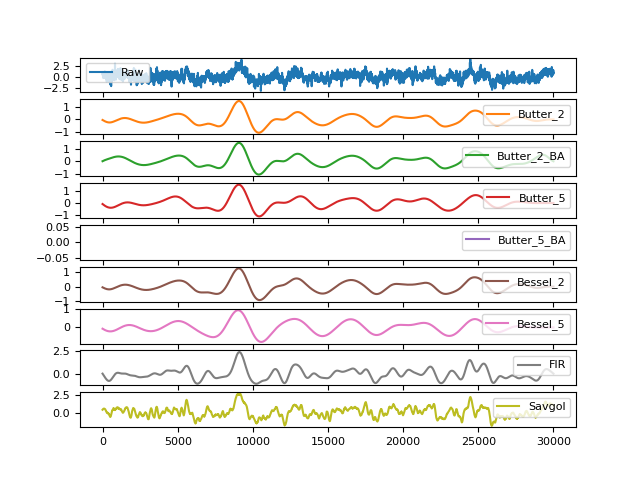 2.5
0.0
−2.5
Raw
1
0
−1
Butter_2
1
0
−1
Butter_2_BA
1
0
−1
Butter_5
0.05
0.00
−0.05
Butter_5_BA
1
0
−1
Bessel_2
1
0
Bessel_5
2.5
0.0
FIR
2.5
0.0
Savgol
0 5000 10000 15000 20000 25000 30000